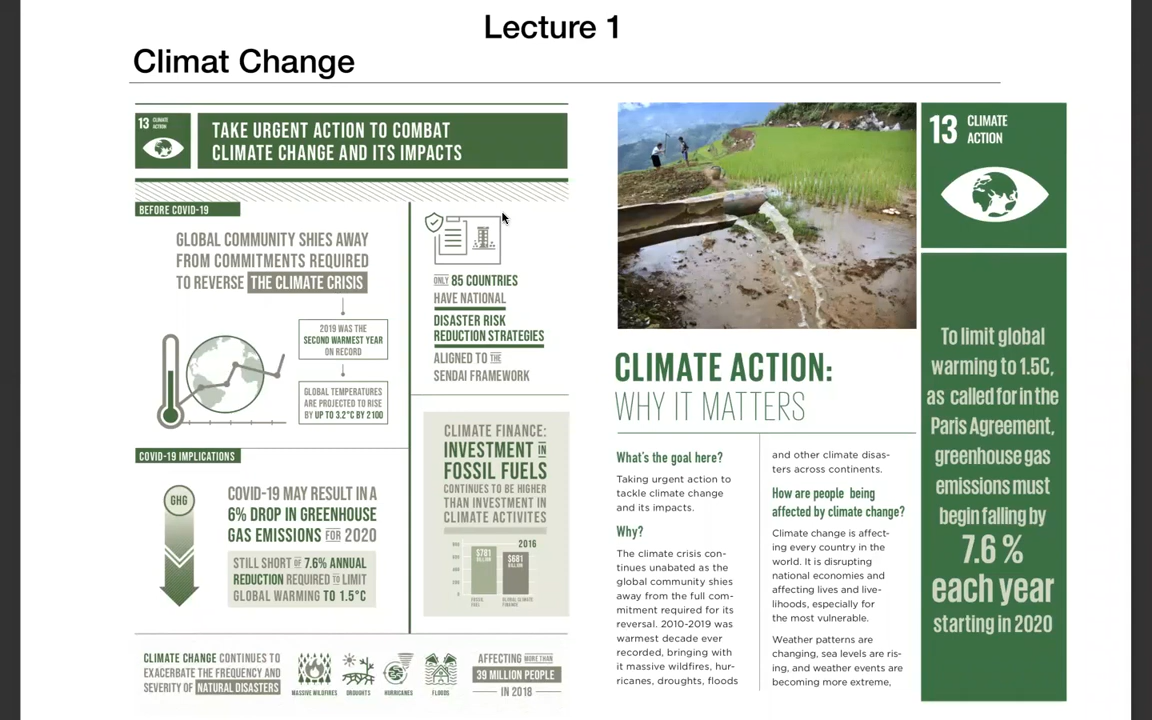 Lecture 1
Climat Change
13 CLIMATE
ACTION
TAKE URGENT ACTION TO COMBAT
CLIMATE CHANGE AND ITS IMPACTS
BEFORE COVID-19
GLOBAL COMMUNITY SHIES AWAY
FROM COMMITMENTS REQUIRED
TO REVERSE THE CLIMATE CRISIS
2019 WAS THE
SECOND WARMEST YEAR
ON RECORD
GLOBAL TEMPERATURES
ARE PROJECTED TO RISE
BY UP TO 3.2°C BY 2100
ONLY 85 COUNTRIES
HAVE NATIONAL
DISASTER RISK
REDUCTION STRATEGIES
ALIGNED TO THE
SENDAI FRAMEWORK
COVID-19 IMPLICATIONS
GHG
COVID-19 MAY RESULT IN A
6% DROP IN GREENHOUSE
GAS EMISSIONS FOR 2020
STILL SHORT OF 7.6% ANNUAL
REDUCTION REQUIRED TO LIMIT
GLOBAL WARMING TO 1.5°C
CLIMATE FINANCE:
INVESTMENT IN
FOSSIL FUELS
CONTINUES TO BE HIGHER
THAN INVESTMENT IN
CLIMATE ACTIVITES
2016
800
600
400
200
0
$781
BILLION
$681
BILLION
FOSSIL
FUEL
GLOBAL CLIMATE
FINANCE
CLIMATE CHANGE CONTINUES TO
EXACERBATE THE FREQUENCY AND
SEVERITY OF NATURAL DISASTERS
MASSIVE WILDFIRES
DROUGHTS
HURRICANES
FLOODS
AFFECTING MORE THAN
39 MILLION PEOPLE
IN 2018
CLIMATE ACTION:
WHY IT MATTERS
What's the goal here?
Taking urgent action to
tackle climate change
and its impacts.
Why?
The climate crisis con-
tinues unabated as the
global community shies
away from the full com-
mitment required for its
reversal. 2010-2019 was
warmest decade ever
recorded, bringing with
it massive wildfires, hur-
ricanes, droughts, floods
and other climate disas-
ters across continents.
How are people being
affected by climate change?
Climate change is affect-
ing every country in the
world. It is disrupting
national economies and
affecting lives and live-
lihoods, especially for
the most vulnerable.
Weather patterns are
changing, sea levels are ris-
ing, and weather events are
becoming more extreme,
13 CLIMATE
ACTION
To limit global
warming to 1.5C,
as called for in the
Paris Agreement,
greenhouse gas
emissions must
begin falling by
7.6 %
each year
starting in 2020